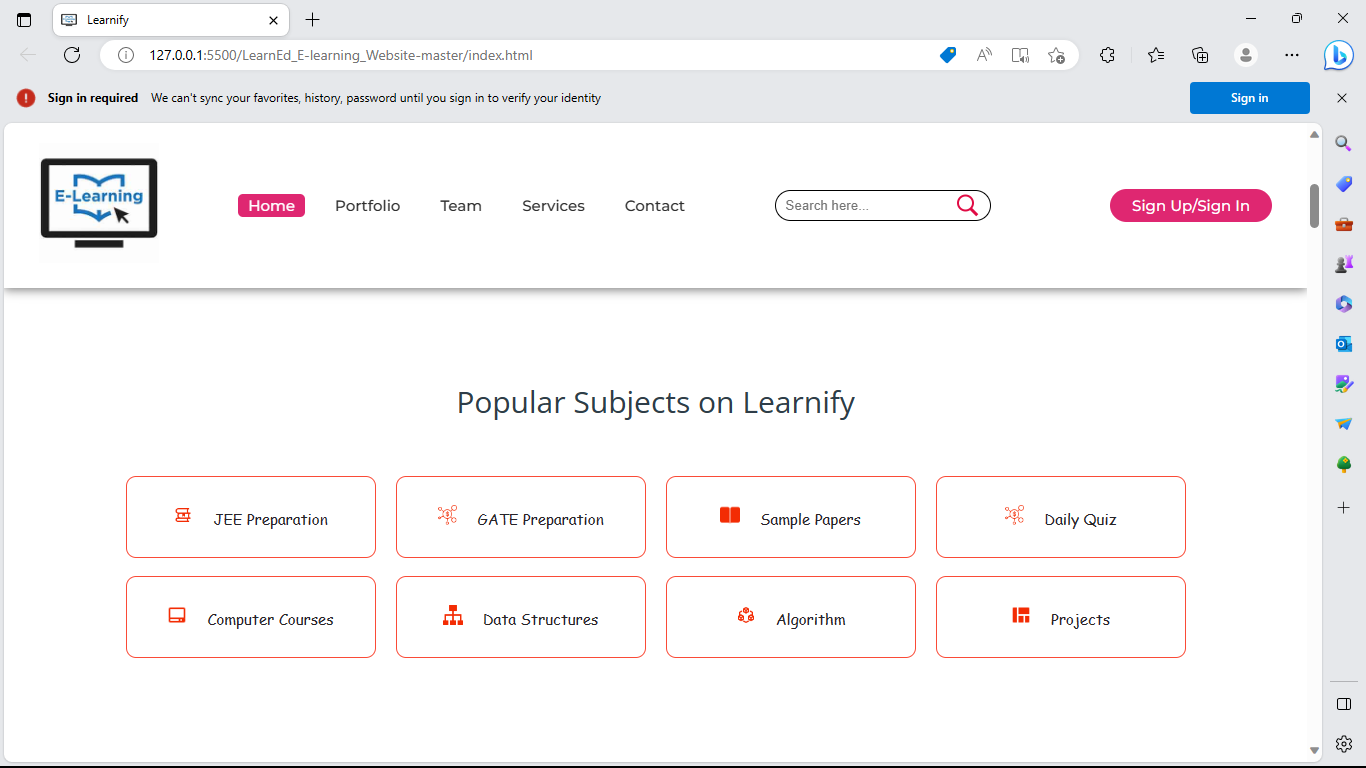 Learnify
127.0.0.1:5500/LearnEd_E-learning_Website-master/index.html
Sign in required We can't sync your favorites, history, password until you sign in to verify your identity
Sign in
E-Learning
Home Portfolio Team Services Contact
Search here...
Sign Up/Sign In
Popular Subjects on Learnify
JEE Preparation GATE Preparation Sample Papers Daily Quiz
Computer Courses Data Structures Algorithm Projects